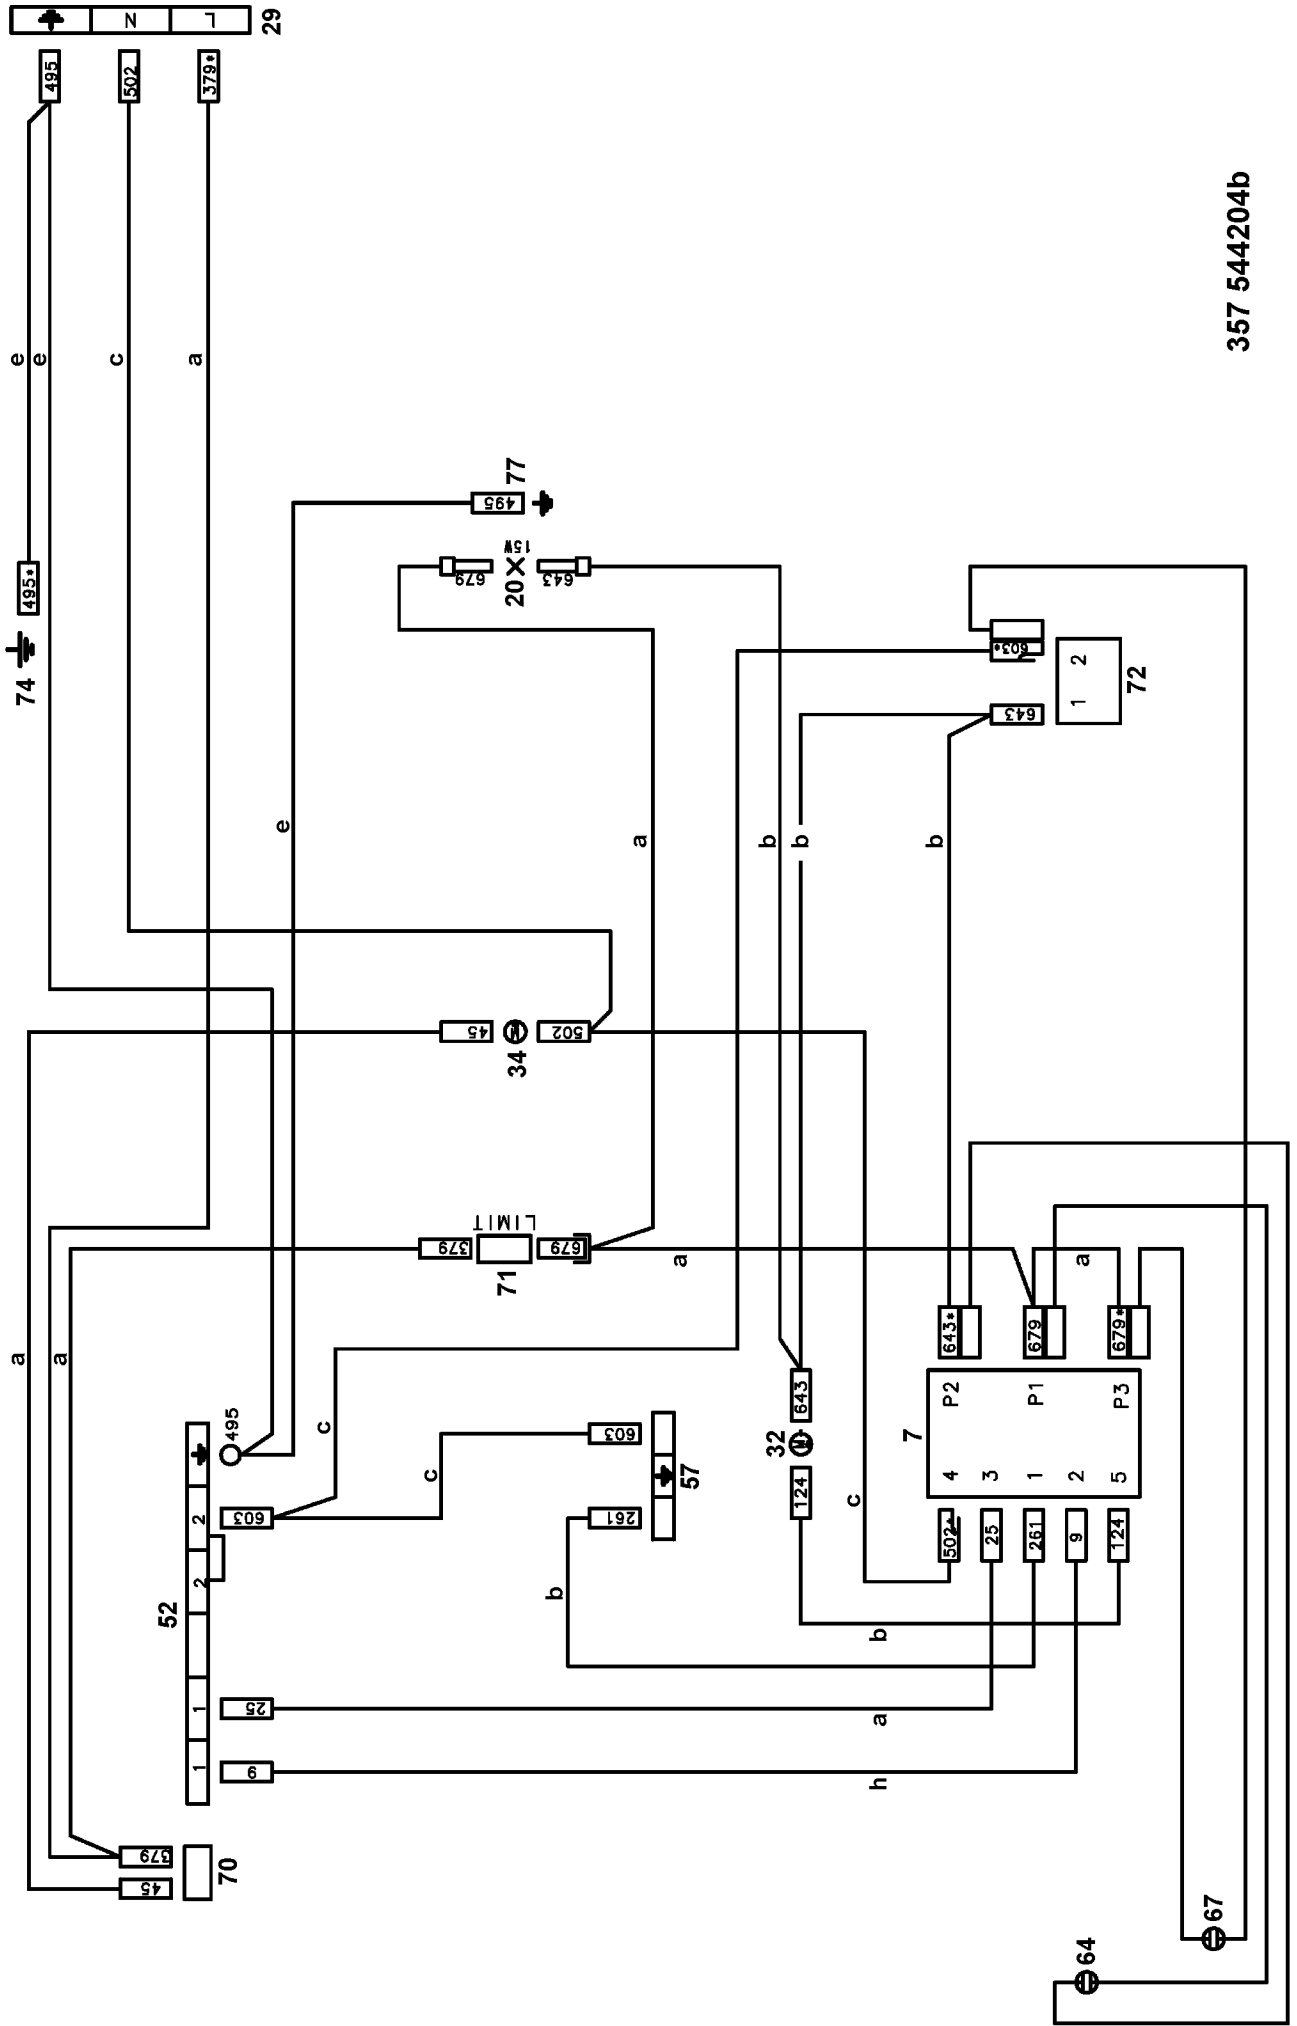 N
L
29
495
502
379*
e
e
c
a
357 544204b
77
495
15W
679
20
643
495*
74
603*
2
1
72
643
e
a
b
b
b
45
M
502
34
LIMIT
379
679
71
a
a
a
a
643*
679
679*
P2
P1
P3
7
4
3
1
2
5
495
c
c
603
603
2
2
52
57
261
643
32
M
124
c
502*
25
261
9
124
b
b
a
h
1
25
1
9
379
45
70
67
64